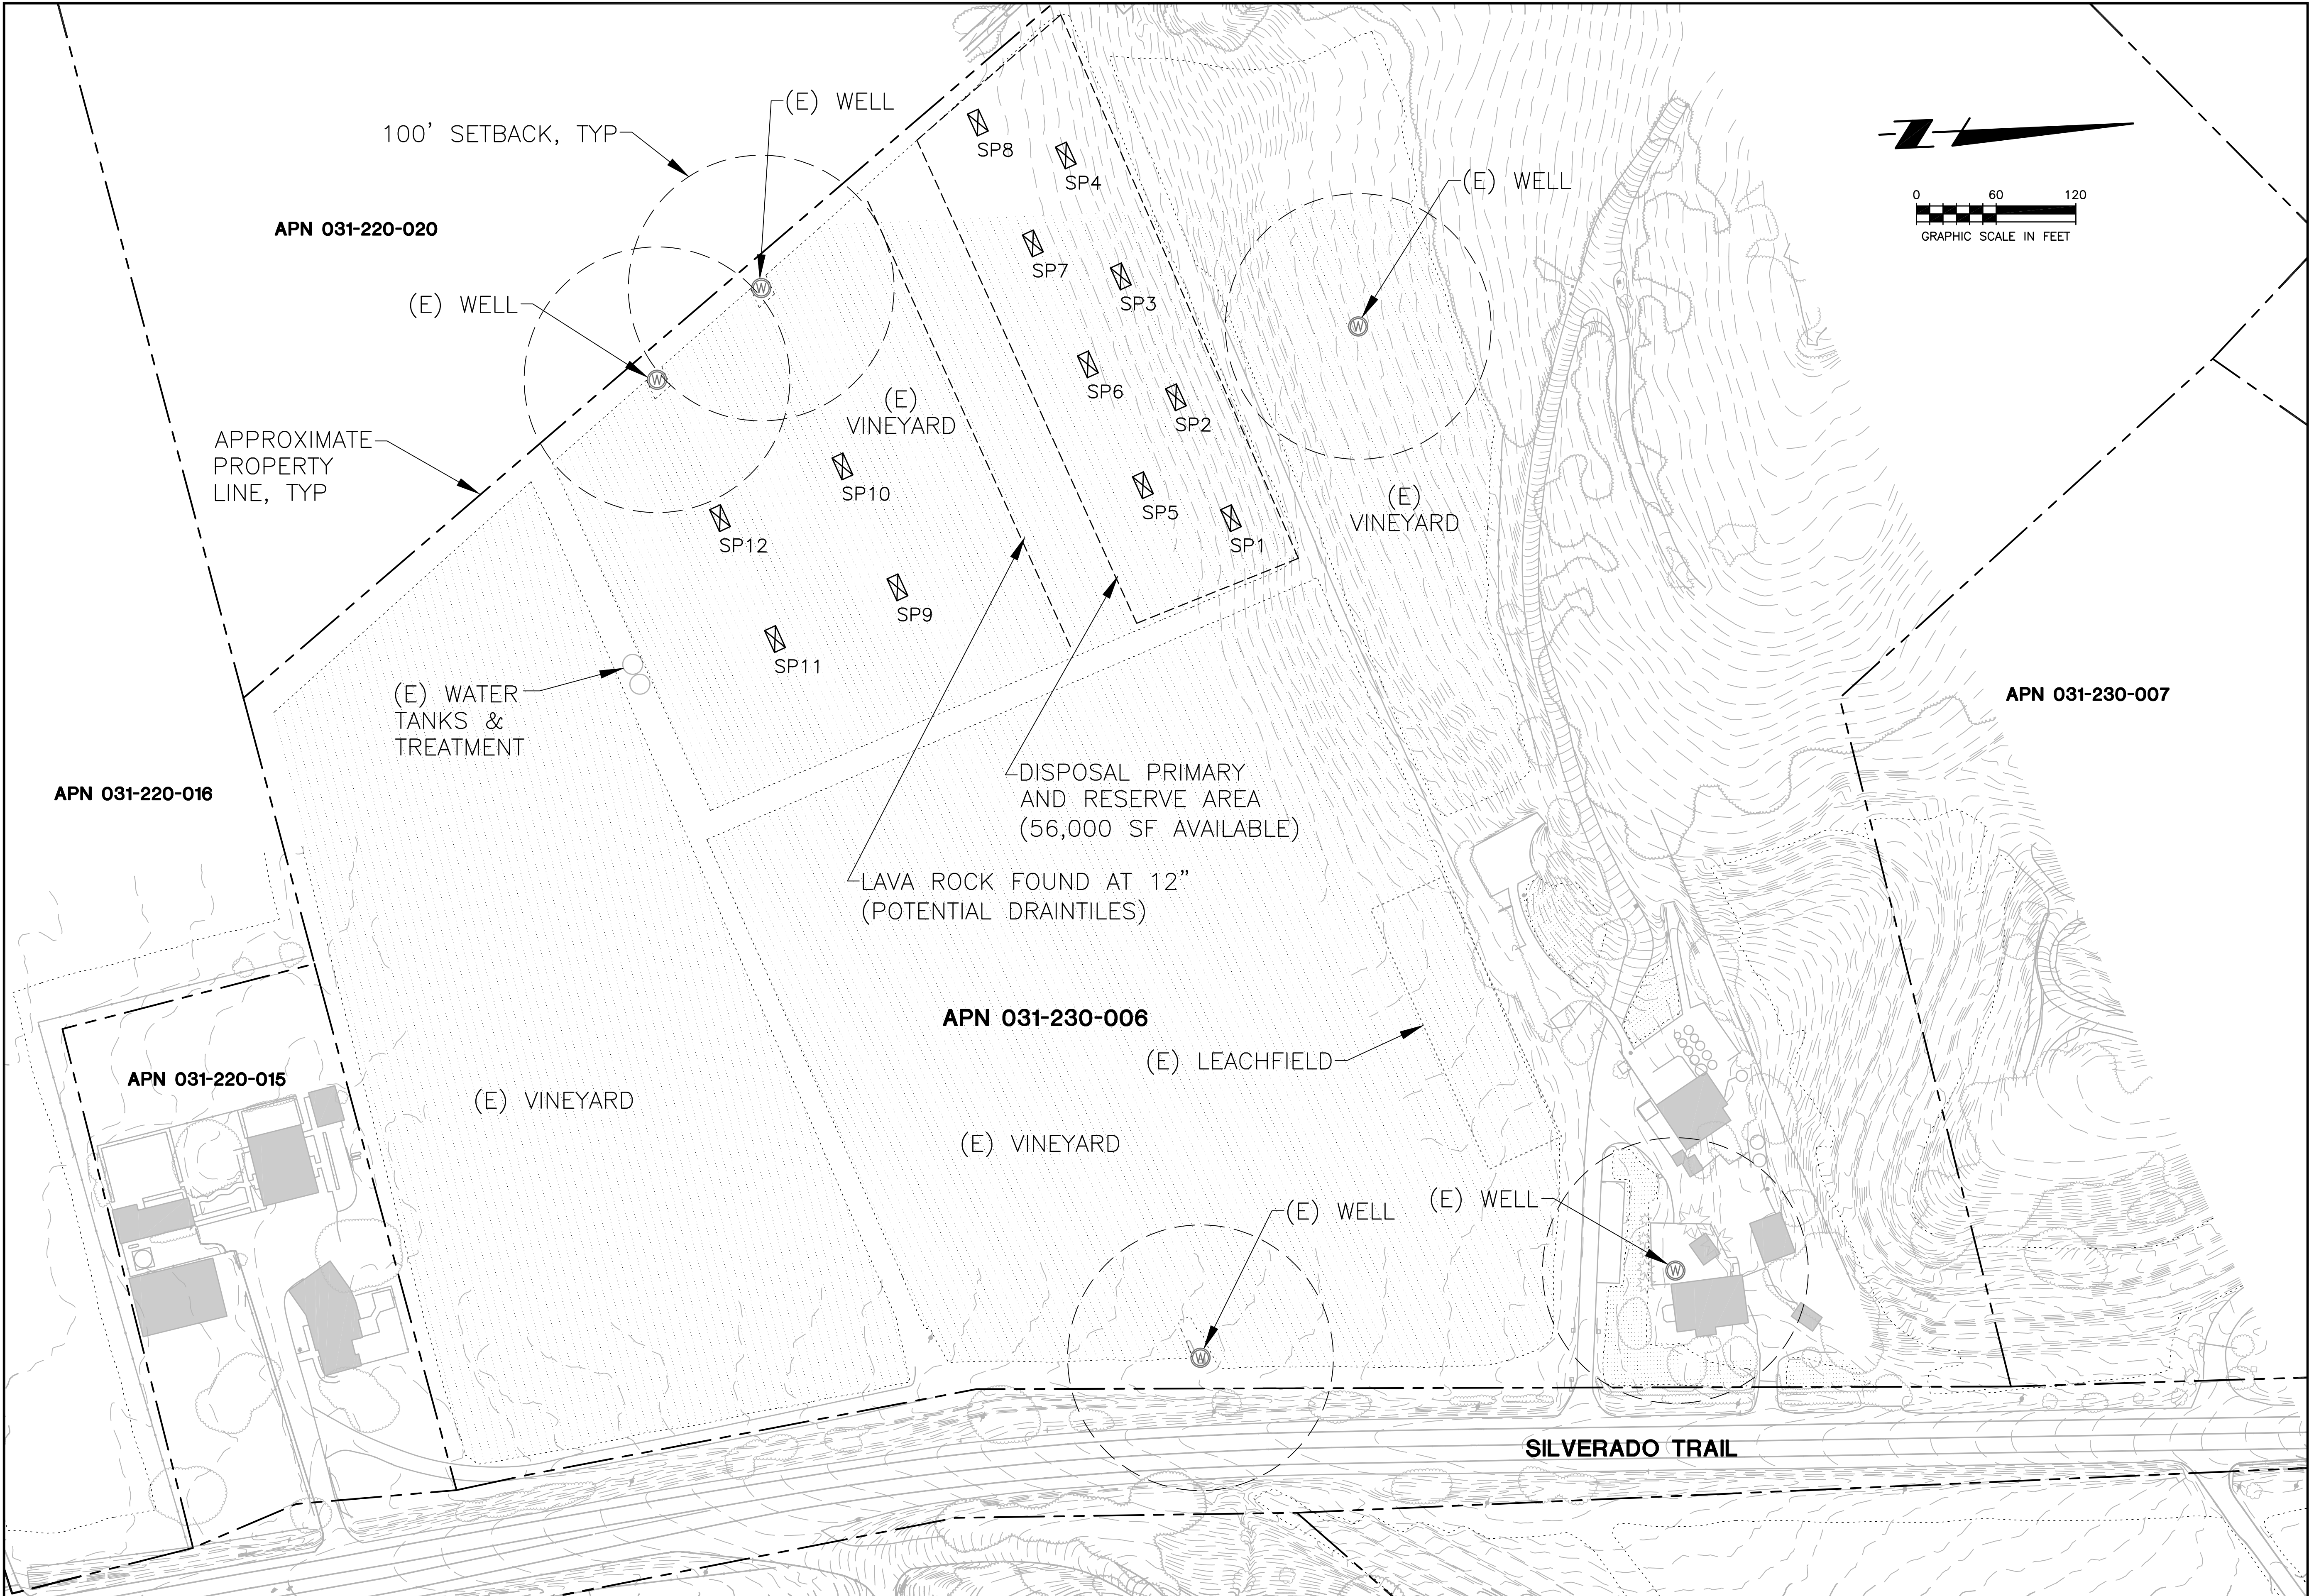 (E) WELL
100' SETBACK, TYP
SP8
SP4
(E) WELL
0 60 120
GRAPHIC SCALE IN FEET
APN 031-220-020
SP7
SP3
(E) WELL
W
W
W
SP6
SP2
(E)
VINEYARD
APPROXIMATE
PROPERTY
LINE, TYP
SP10
SP5
SP1
(E)
VINEYARD
SP12
SP9
SP11
(E) WATER
TANKS &
TREATMENT
APN 031-230-007
APN 031-220-016
DISPOSAL PRIMARY
AND RESERVE AREA
(56,000 SF AVAILABLE)
LAVA ROCK FOUND AT 12"
(POTENTIAL DRAINTILES)
APN 031-230-006
(E) LEACHFIELD
APN 031-220-015
(E) VINEYARD
(E) VINEYARD
(E) WELL
(E) WELL
W
W
SILVERADO TRAIL